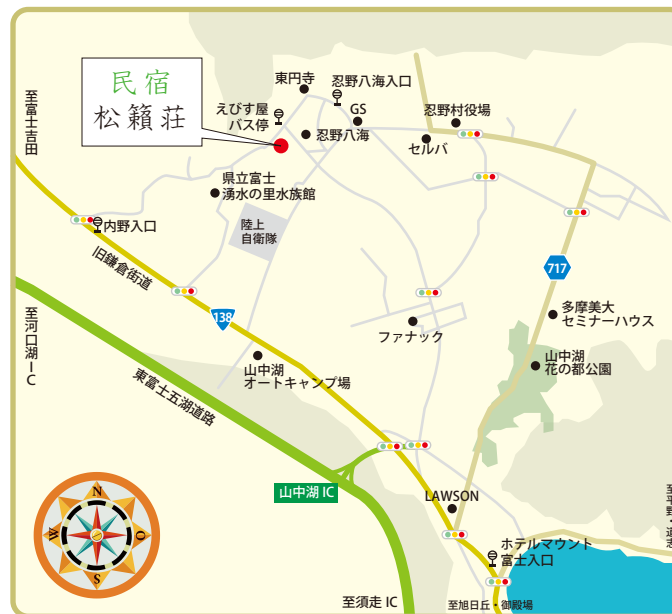 民宿
松籟荘
至富士吉田
東円寺
忍野八海入口
えびす屋
バス停
GS
忍野八海
忍野村役場
セルバ
県立富士
湧水の里水族館
陸上
自衛隊
内野入口
旧鎌倉街道
138
717
至河口湖IC
東富士五湖道路
ファナック
多摩美大
セミナーハウス
山中湖
花の都公園
山中湖
オートキャンプ場
山中湖 IC
LAWSON
ホテルマウント
富士入口
至平野・道志
至須走 IC
至旭日丘・御殿場
N
W
O
S